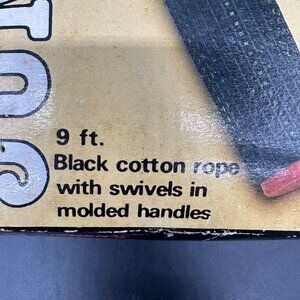 9 ft.
Black cotton rope
with swivels in
molded handles